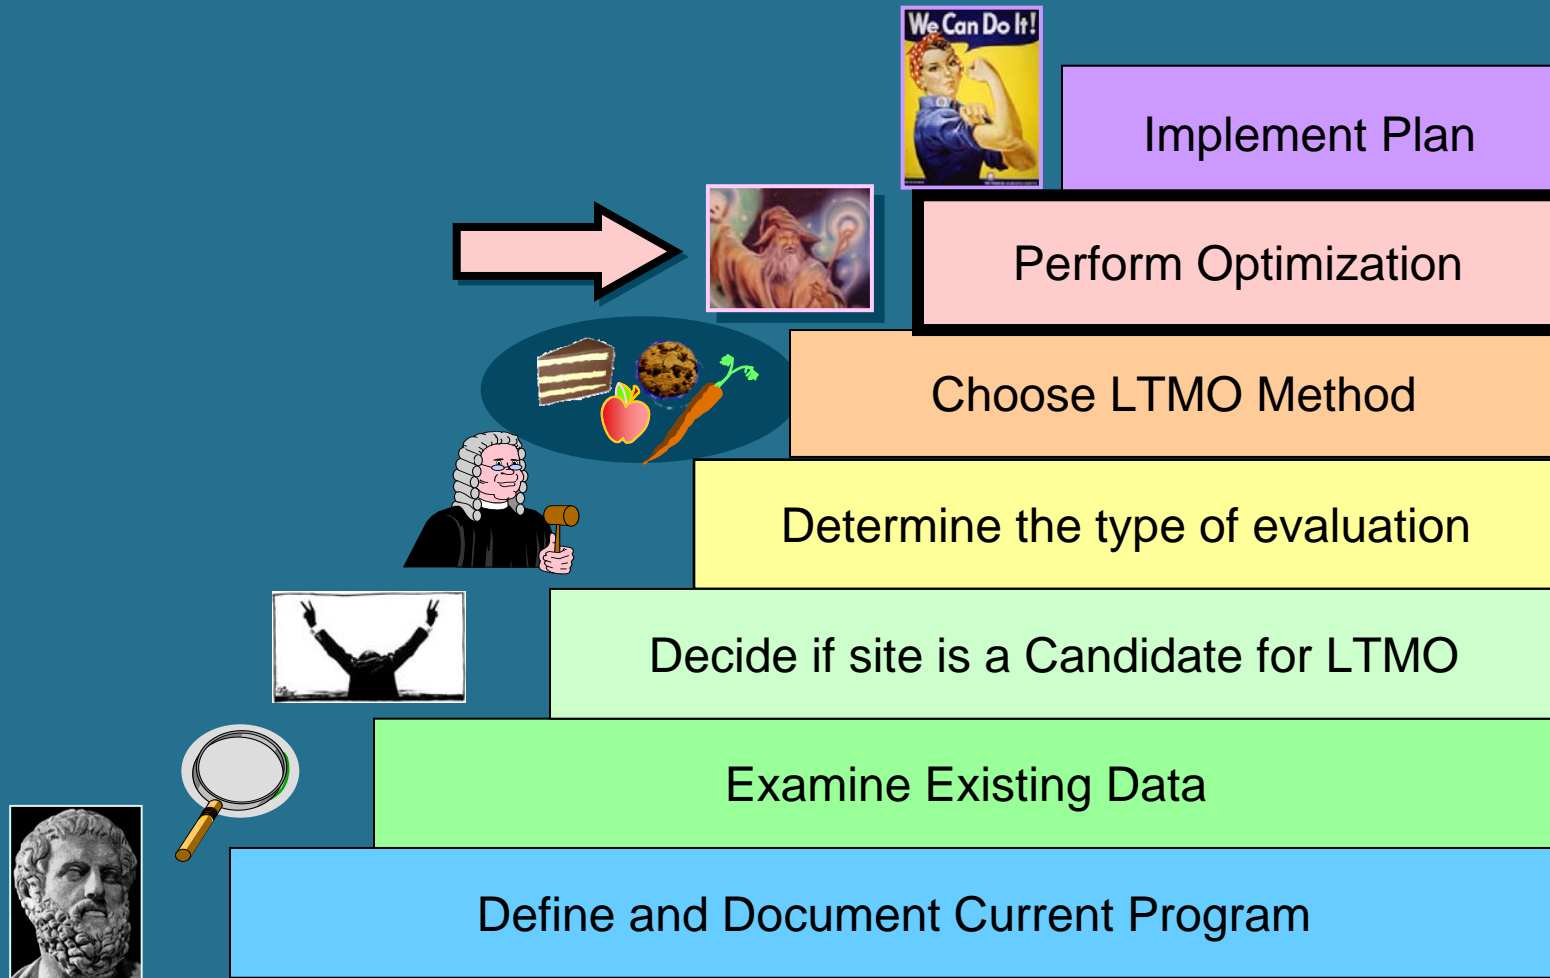 We Can Do It!
Implement Plan
Perform Optimization
Choose LTMO Method
Determine the type of evaluation
Decide if site is a Candidate for LTMO
Examine Existing Data
Define and Document Current Program